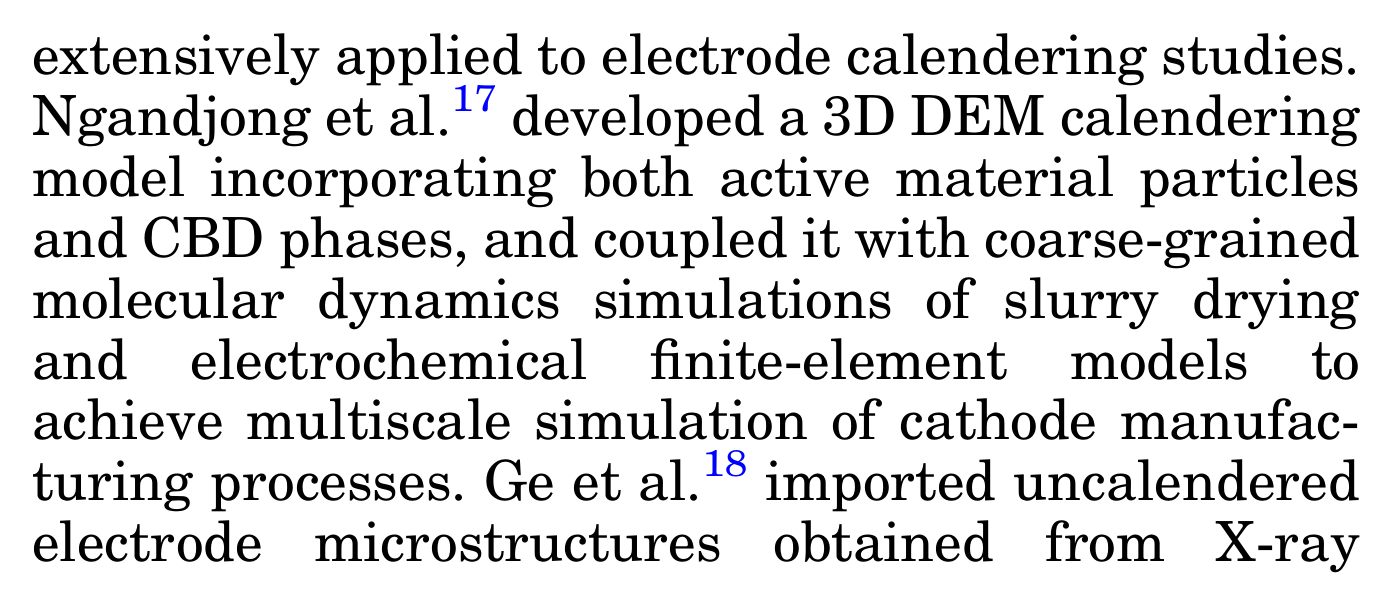 extensively applied to electrode calendering studies.
Ngandjong et al.17 developed a 3D DEM calendering
model incorporating both active material particles
and CBD phases, and coupled it with coarse-grained
molecular dynamics simulations of slurry drying
and electrochemical finite-element models to
achieve multiscale simulation of cathode manufac-
turing processes. Ge et al.18 imported uncalendered
electrode microstructures obtained from X-ray